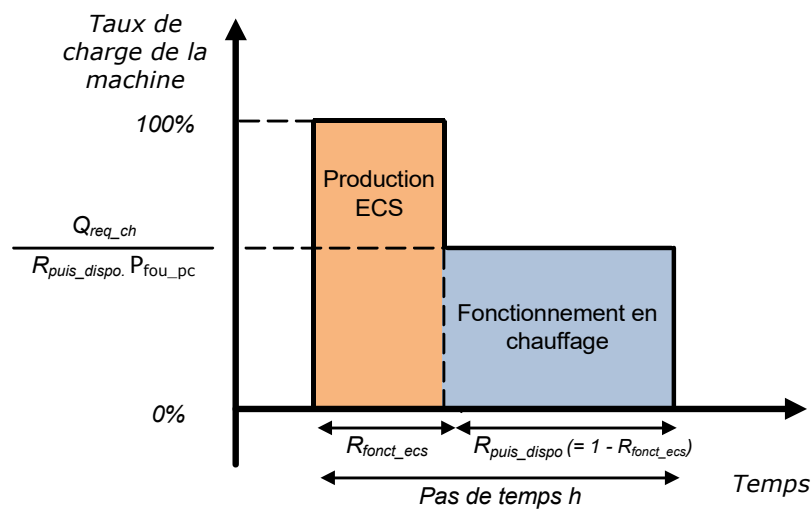 Taux de
charge de la
machine
100%
Production
ECS
Q_req_ch
R_puis_dispo. P_fou_pc
Fonctionnement en
chauffage
0%
R_fonct_ecs
R_puis_dispo (= 1 - R_fonct_ecs)
Temps
Pas de temps h